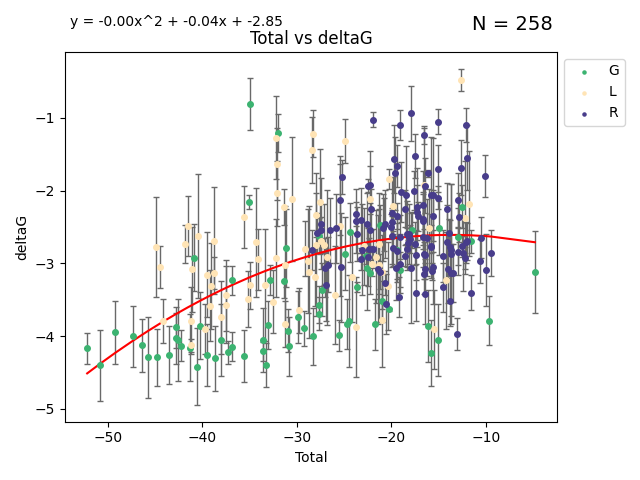 y = -0.00x^2 + -0.04x + -2.85
N = 258
Total vs deltaG
G
L
R
−1
−2
−3
−4
−5
deltaG
−50 −40 −30 −20 −10
Total